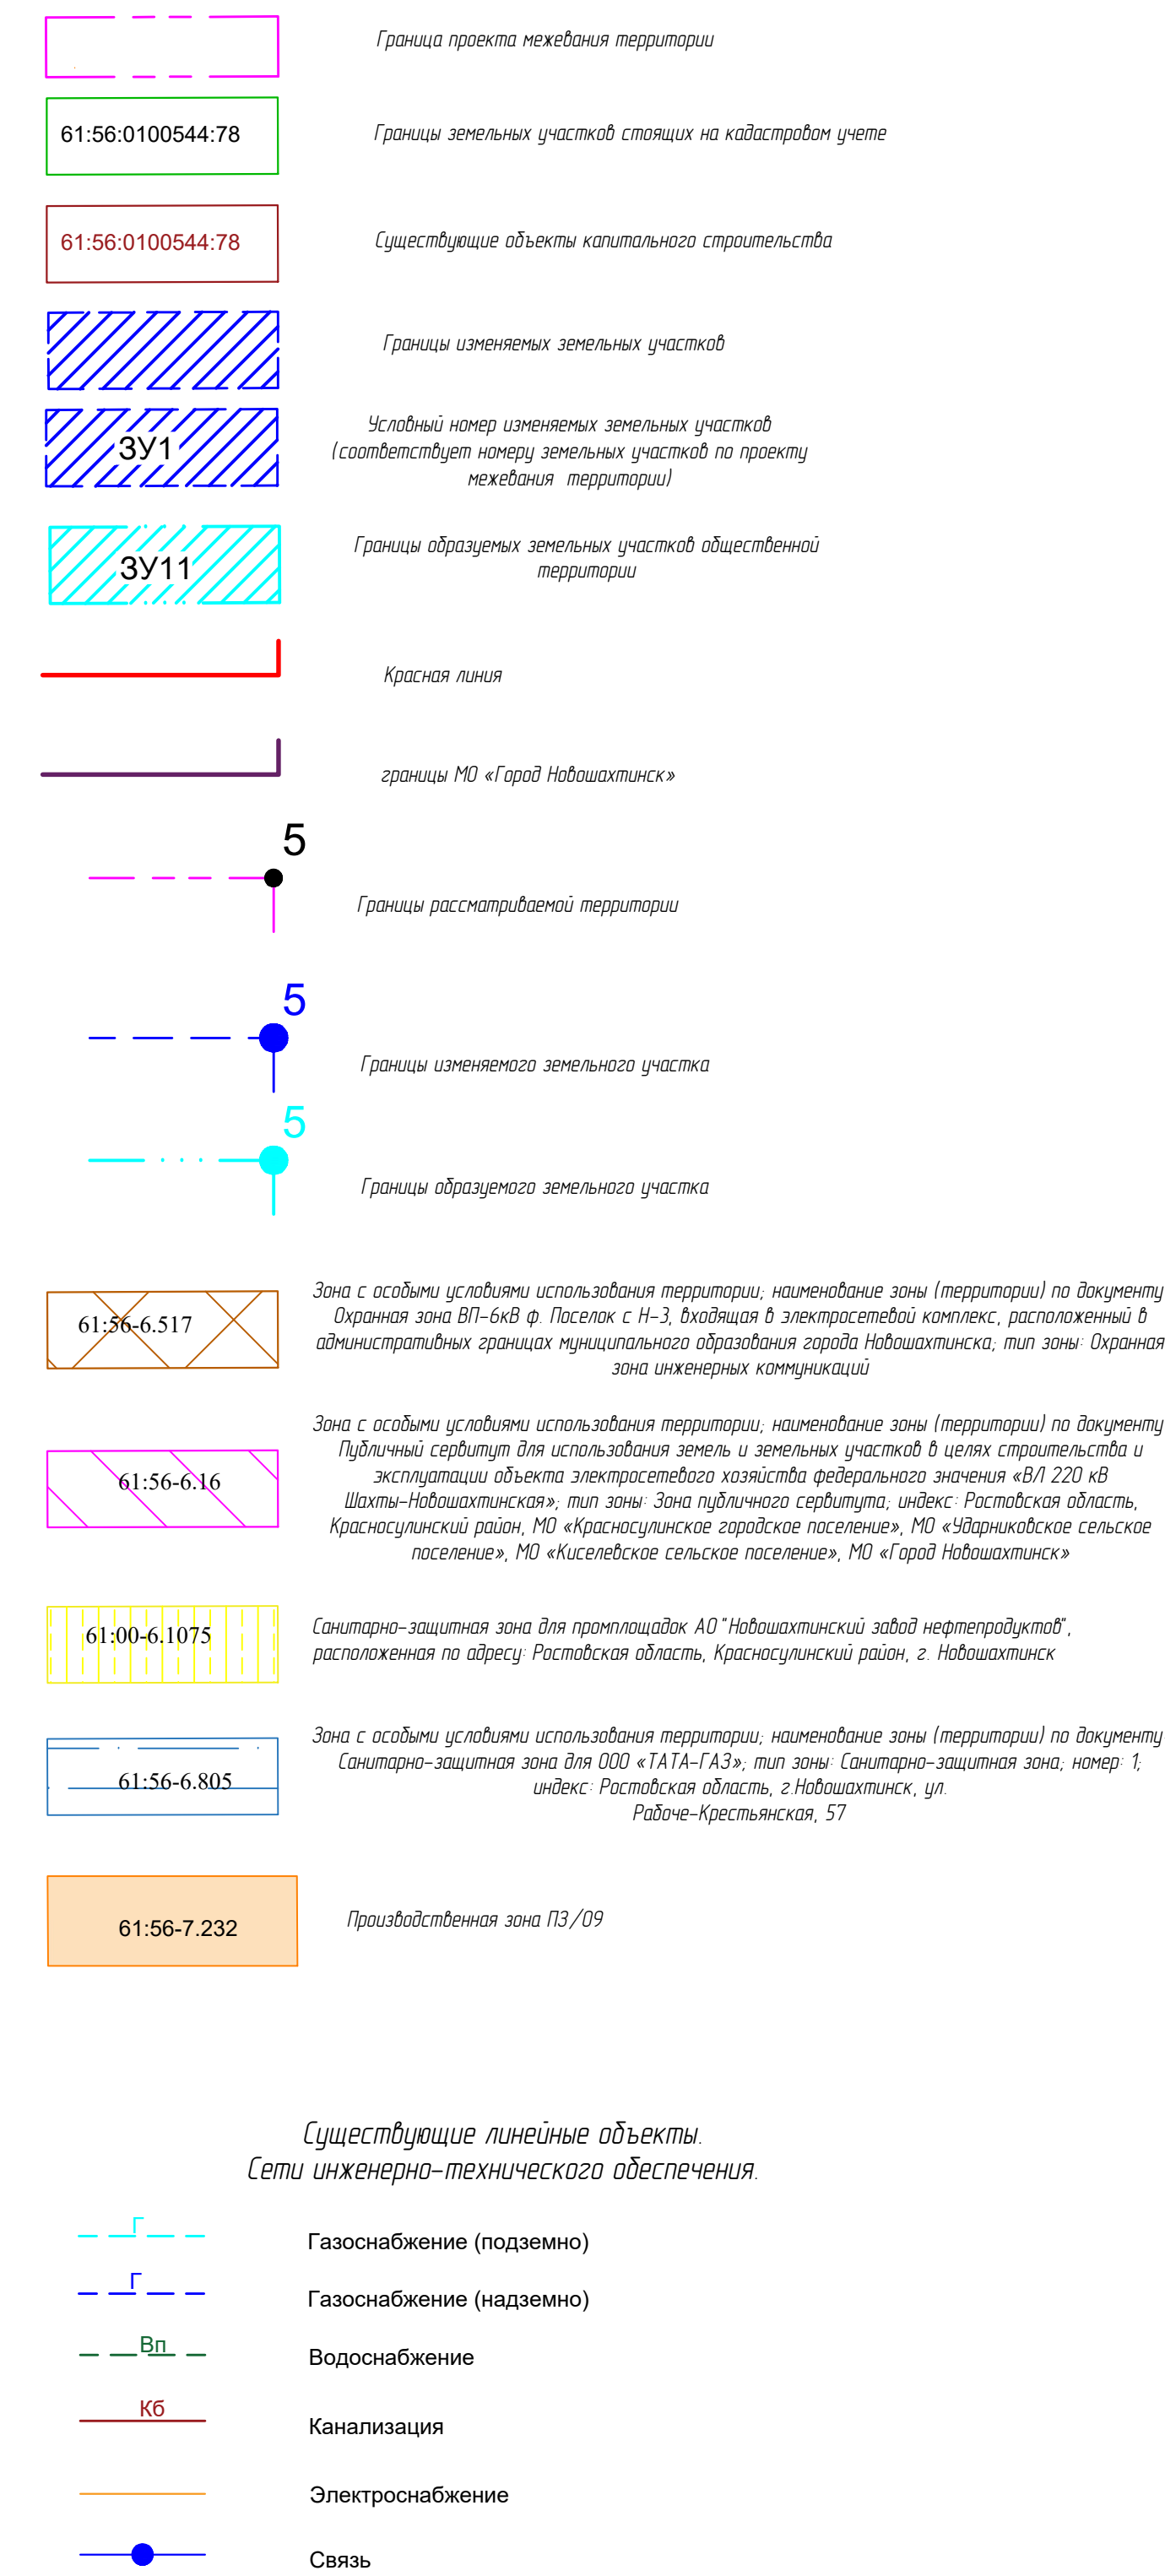 Граница проекта межевания территории
61:56:0100544:78
Границы земельных участков стоящих на кадастровом учете
61:56:0100544:78
Существующие объекты капитального строительства
Границы изменяемых земельных участков
ЗУ1
Условный номер изменяемых земельных участков
(соответствует номеру земельных участков по проекту
межевания территории)
ЗУ11
Границы образуемых земельных участков общественной
территории
Красная линия
границы МО «Город Новошахтинск»
5
Границы рассматриваемой территории
5
Границы изменяемого земельного участка
5
Границы образуемого земельного участка
61:56-6.517
Зона с особыми условиями использования территории; наименование зоны (территории) по документу
Охранная зона ВП-6кВ ф. Поселок с Н-3, входящая в электросетевой комплекс, расположенный в
административных границах муниципального образования города Новошахтинска; тип зоны: Охранная
зона инженерных коммуникаций
61:56-6.16
Зона с особыми условиями использования территории; наименование зоны (территории) по документу
Публичный сервитут для использования земель и земельных участков в целях строительства и
эксплуатации объекта электросетевого хозяйства федерального значения «ВЛ 220 кВ
Шахты-Новошахтинская»; тип зоны: Зона публичного сервитута; индекс: Ростовская область,
Красносулинский район, МО «Красносулинское городское поселение», МО «Ударниковское сельское
поселение», МО «Киселевское сельское поселение», МО «Город Новошахтинск»
61:00-6.1075
Санитарно-защитная зона для промплощадок АО "Новошахтинский завод нефтепродуктов",
расположенная по адресу: Ростовская область, Красносулинский район, г. Новошахтинск
61:56-6.805
Зона с особыми условиями использования территории; наименование зоны (территории) по документу
Санитарно-защитная зона для ООО «ТАТА-ГАЗ»; тип зоны: Санитарно-защитная зона; номер: 1;
индекс: Ростовская область, г.Новошахтинск, ул.
Рабоче-Крестьянская, 57
61:56-7.232
Производственная зона ПЗ/09
Существующие линейные объекты.
Сети инженерно-технического обеспечения.
Г
Газоснабжение (подземно)
Г
Газоснабжение (надземно)
Вп
Водоснабжение
Кб
Канализация
Электроснабжение
Связь